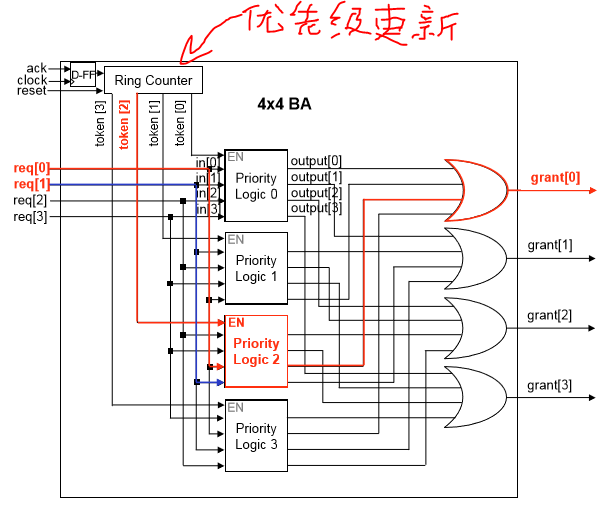 优先级更新
ack
clock
reset
D-FF
Ring Counter
4x4 BA
token [3]
token [2]
token [1]
token [0]
req[0]
req[1]
req[2]
req[3]
in[0]
in[1]
in[2]
in[3]
EN
Priority
Logic 0
output[0]
output[1]
output[2]
output[3]
EN
Priority
Logic 1
EN
Priority
Logic 2
EN
Priority
Logic 3
grant[0]
grant[1]
grant[2]
grant[3]